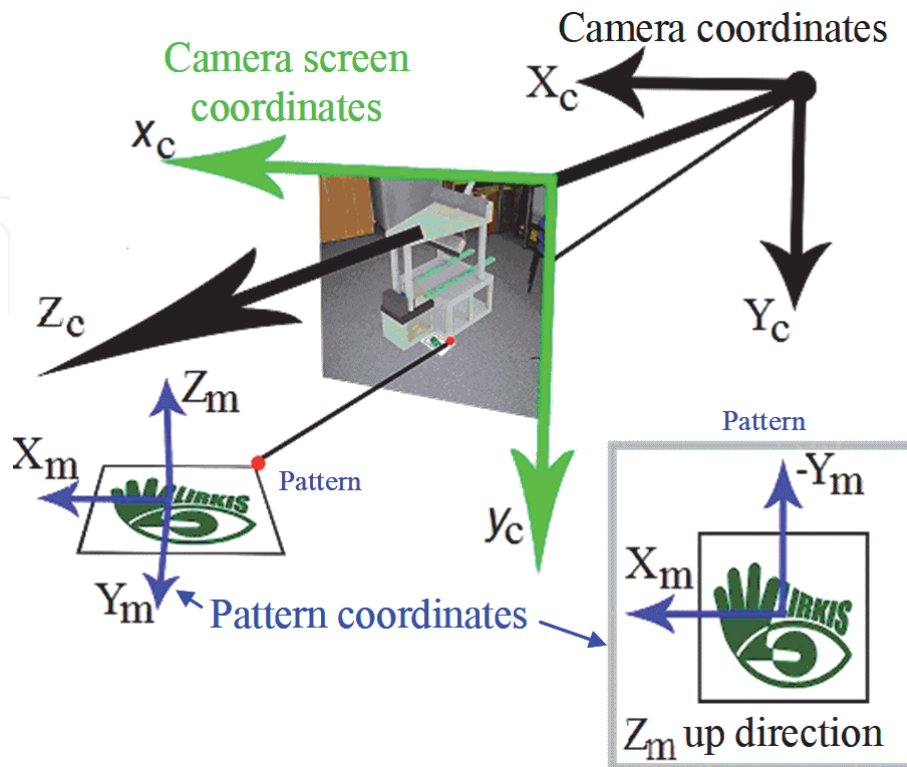 Camera coordinates
Camera screen
coordinates
Xc
xc
Zc
Yc
Zm
Xm
Pattern
LIRKIS
yc
Ym
Pattern coordinates
Pattern
-Ym
Xm
LIRKIS
Zm up direction